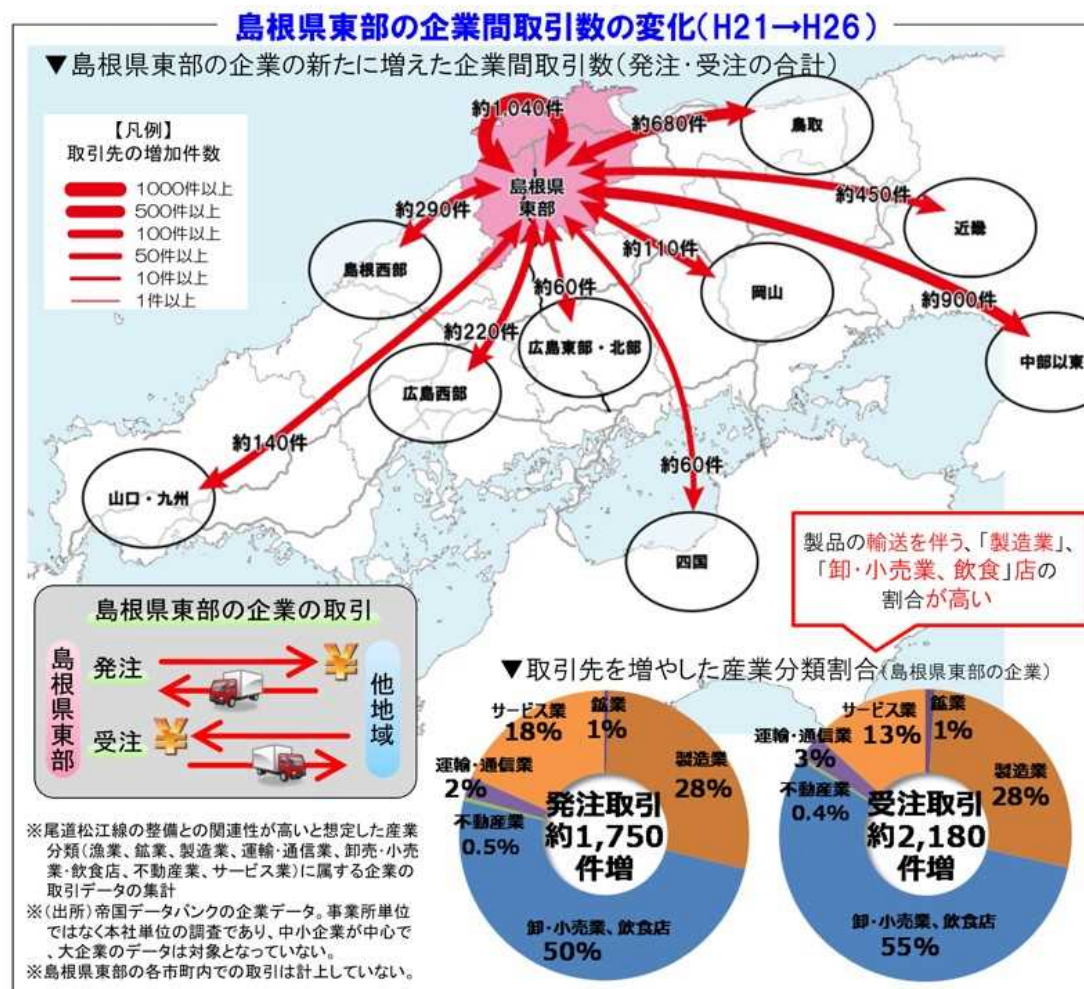 島根県東部の企業間取引数の変化(H21→H26)
▼島根県東部の企業の新たに増えた企業間取引数(発注・受注の合計)
【凡例】
取引先の増加件数
1000件以上
500件以上
100件以上
50件以上
10件以上
1件以上
約1,040件
約680件
鳥取
島根県
東部
約450件
近畿
約290件
島根西部
約110件
岡山
約60件
広島東部・北部
約900件
中部以東
約220件
広島西部
約140件
山口・九州
約60件
四国
製品の輸送を伴う、「製造業」、
「卸・小売業、飲食」店の
割合が高い
島根県東部の企業の取引
島根県東部
発注
¥
受注
¥
他地域
▼取引先を増やした産業分類割合(島根県東部の企業)
サービス業
18%
鉱業
1%
製造業
28%
運輸・通信業
2%
不動産業
0.5%
発注取引
約1,750
件増
卸・小売業、飲食店
50%
サービス業
13%
鉱業
1%
製造業
28%
運輸・通信業
3%
不動産業
0.4%
受注取引
約2,180
件増
卸・小売業、飲食店
55%
※尾道松江線の整備との関連性が高いと想定した産業
分類(漁業、鉱業、製造業、運輸・通信業、卸売・小売
業・飲食店、不動産業、サービス業)に属する企業の
取引データの集計
※(出所)帝国データバンクの企業データ。事業所単位
ではなく本社単位の調査であり、中小企業が中心で、
大企業のデータは対象となっていない。
※島根県東部の各市町内での取引は計上していない。